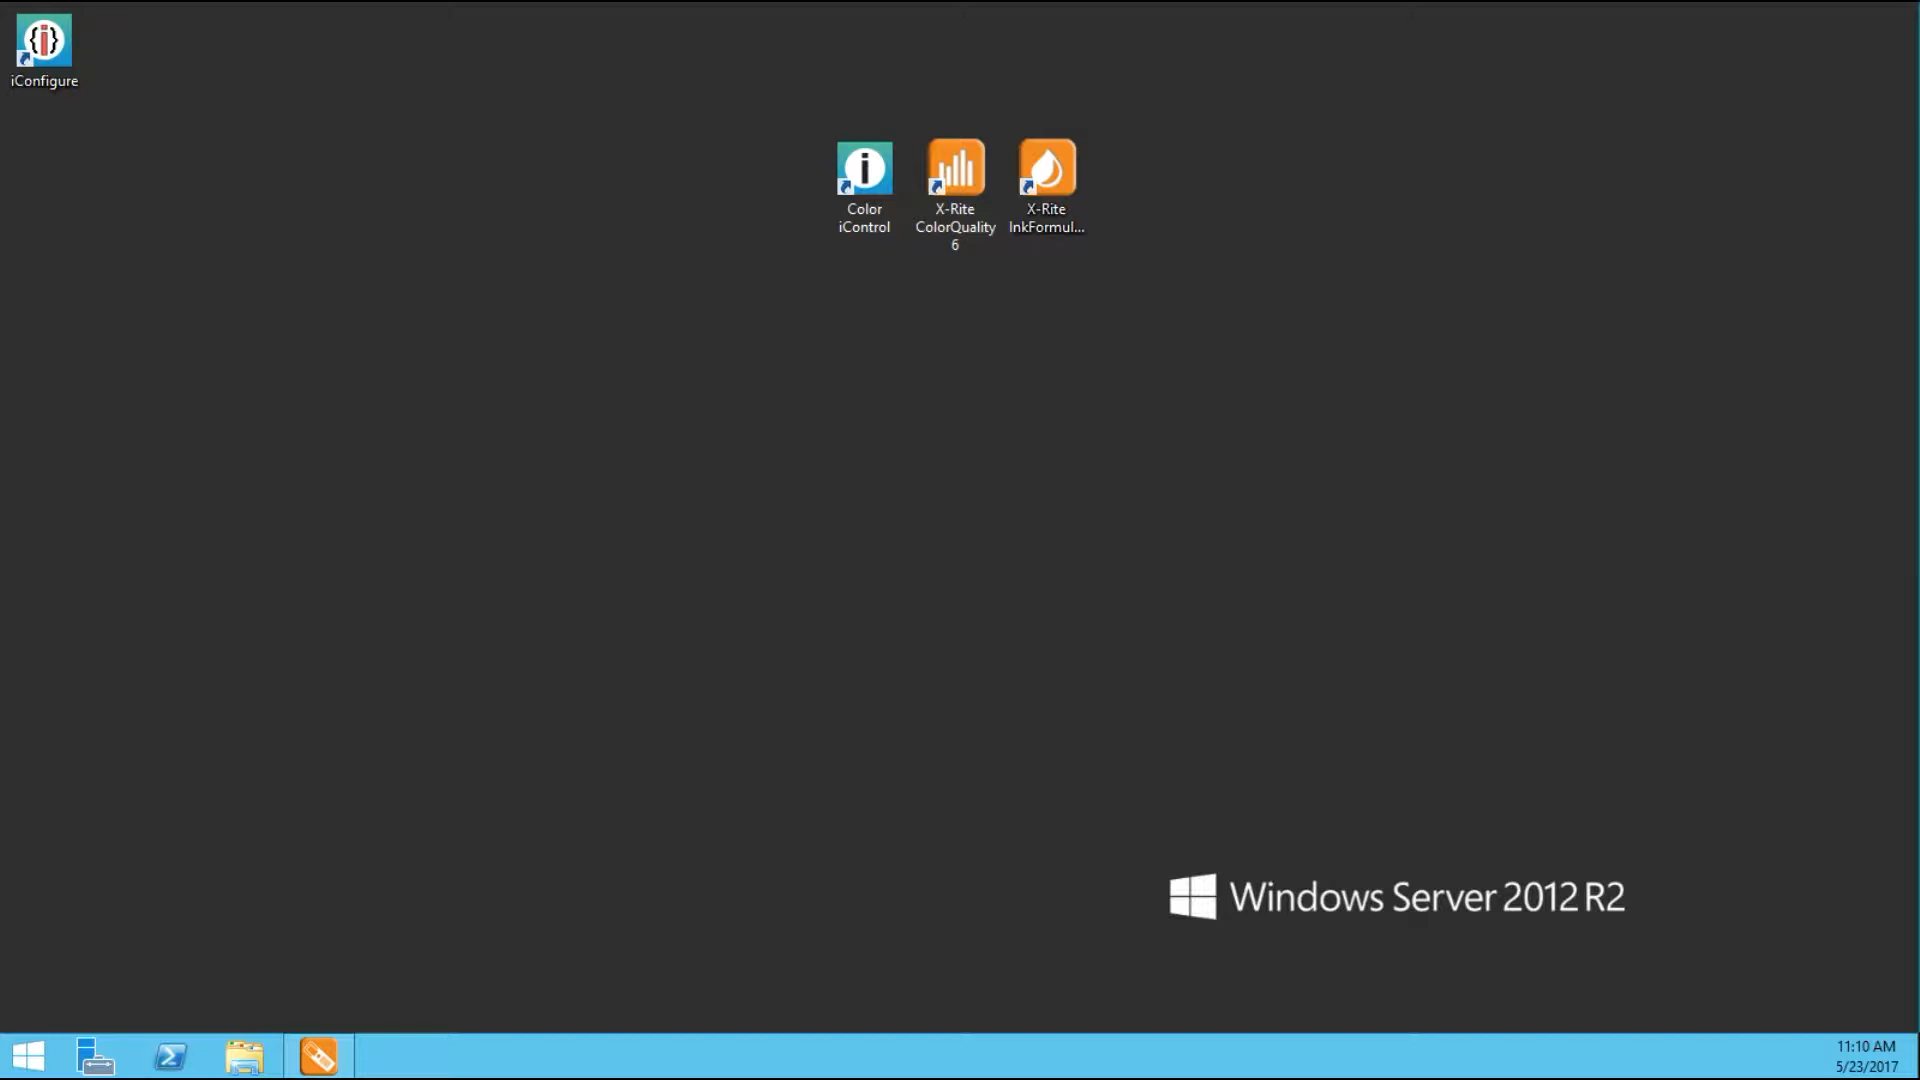 iConfigure
Color
iControl
X-Rite
ColorQuality
6
X-Rite
InkFormul...
Windows Server 2012 R2
11:10 AM
5/23/2017